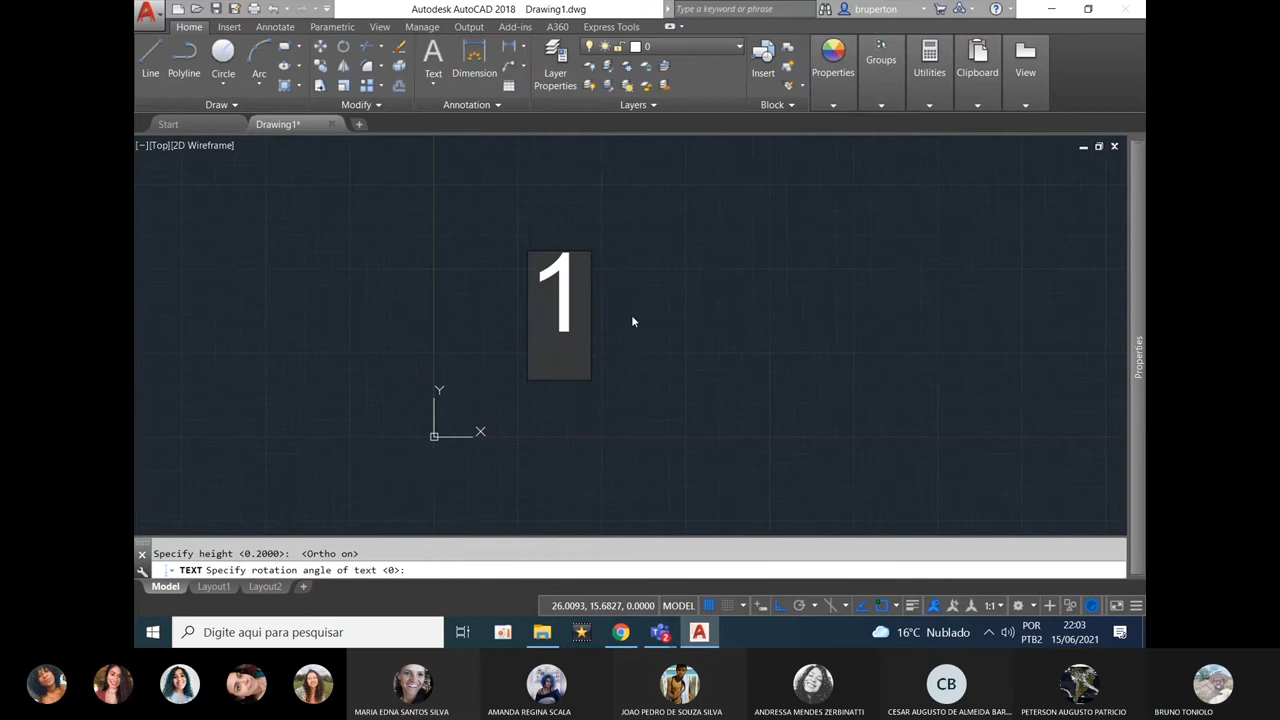 Autodesk AutoCAD 2018 Drawing1.dwg
Type a keyword or phrase
bruperton
Home Insert Annotate Parametric View Manage Output Add-ins A360 Express Tools
Line Polyline Circle Arc
Text Dimension
Layer Properties
0
Insert
Properties Groups Utilities Clipboard View
Draw Modify Annotation Layers Block
Start Drawing1*
[−][Top][2D Wireframe]
1
Y
X
Properties
Specify height <0.2000>: <Ortho on>
TEXT Specify rotation angle of text <0>:
Model Layout1 Layout2
26.0093, 15.6827, 0.0000 MODEL 1:1
Digite aqui para pesquisar
2
16°C Nublado
POR
PTB2
22:03
15/06/2021
CB
MARIA EDNA SANTOS SILVA
AMANDA REGINA SCALA
JOAO PEDRO DE SOUZA SILVA
ANDRESSA MENDES ZERBINATTI
CESAR AUGUSTO DE ALMEIDA BAR...
PETERSON AUGUSTO PATRICIO
BRUNO TONIOLO